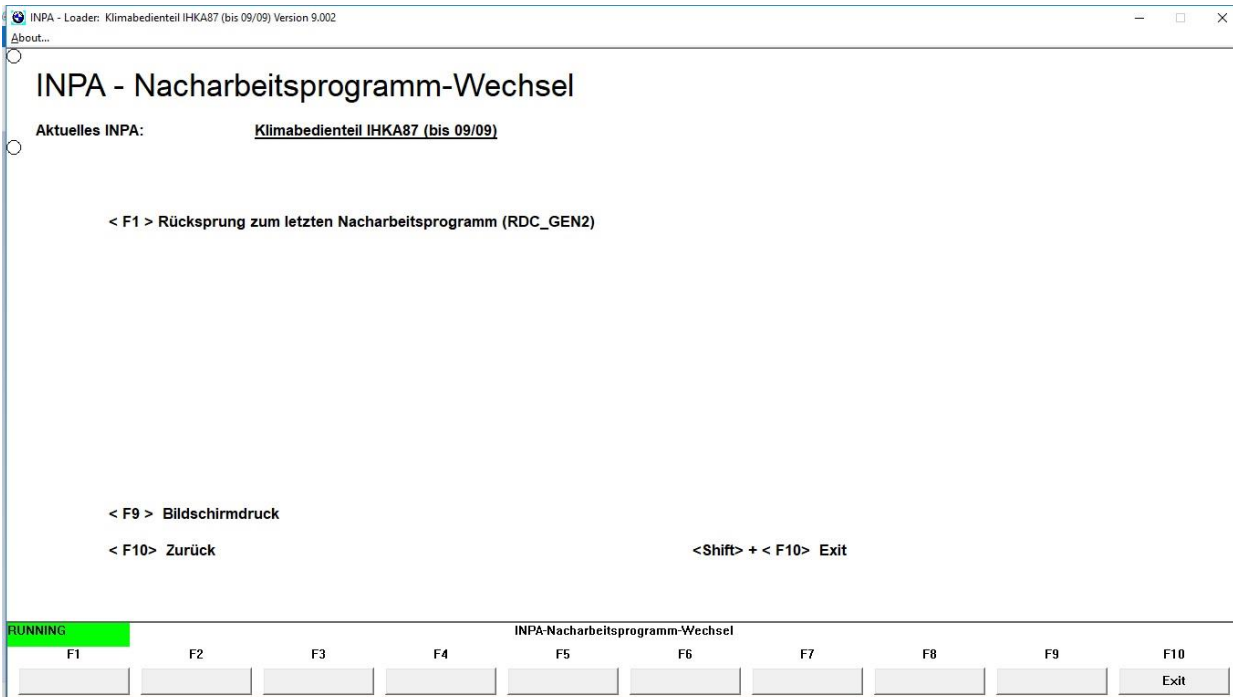 INPA - Loader: Klimabedienteil IHKA87 (bis 09/09) Version 9.002
About...
INPA - Nacharbeitsprogramm-Wechsel
Aktuelles INPA: Klimabedienteil IHKA87 (bis 09/09)
< F1 > Rücksprung zum letzten Nacharbeitsprogramm (RDC_GEN2)
< F9 > Bildschirmdruck
< F10> Zurück <Shift> + < F10> Exit
RUNNING INPA-Nacharbeitsprogramm-Wechsel
F1 F2 F3 F4 F5 F6 F7 F8 F9 F10
Exit